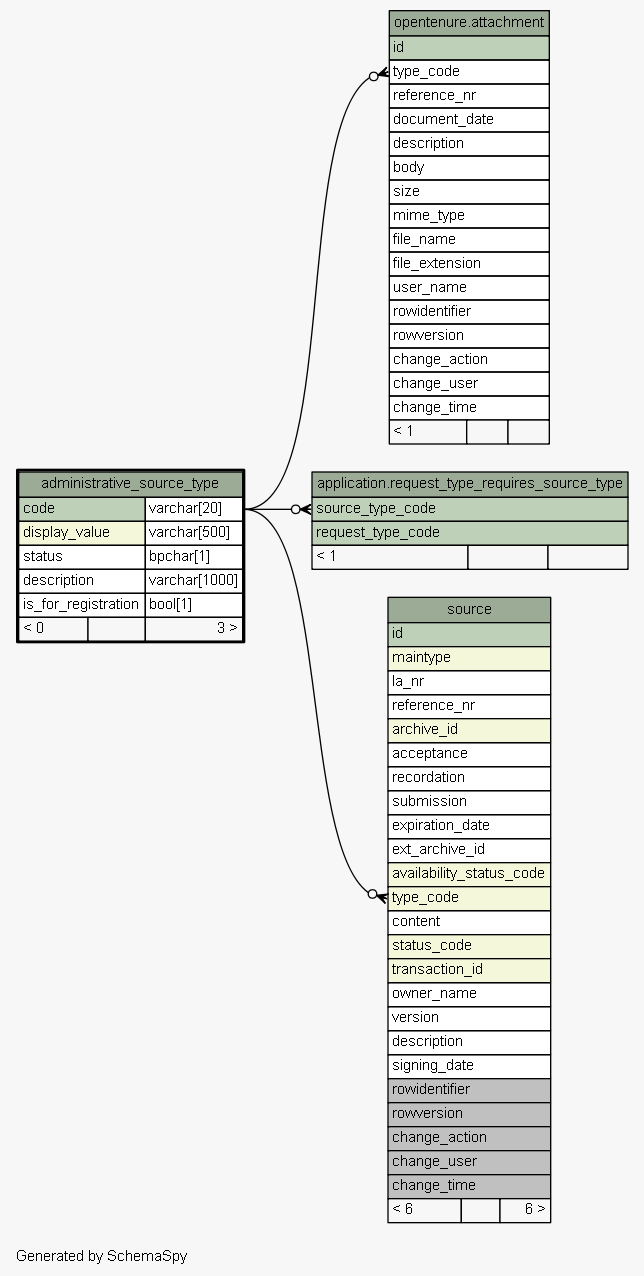 opentenure.attachment
id
type_code
reference_nr
document_date
description
body
size
mime_type
file_name
file_extension
user_name
rowidentifier
rowversion
change_action
change_user
change_time
< 1
administrative_source_type
code varchar[20]
display_value varchar[500]
status bpchar[1]
description varchar[1000]
is_for_registration bool[1]
< 0 3 >
application.request_type_requires_source_type
source_type_code
request_type_code
< 1
source
id
maintype
la_nr
reference_nr
archive_id
acceptance
recordation
submission
expiration_date
ext_archive_id
availability_status_code
type_code
content
status_code
transaction_id
owner_name
version
description
signing_date
rowidentifier
rowversion
change_action
change_user
change_time
< 6 6 >
Generated by SchemaSpy